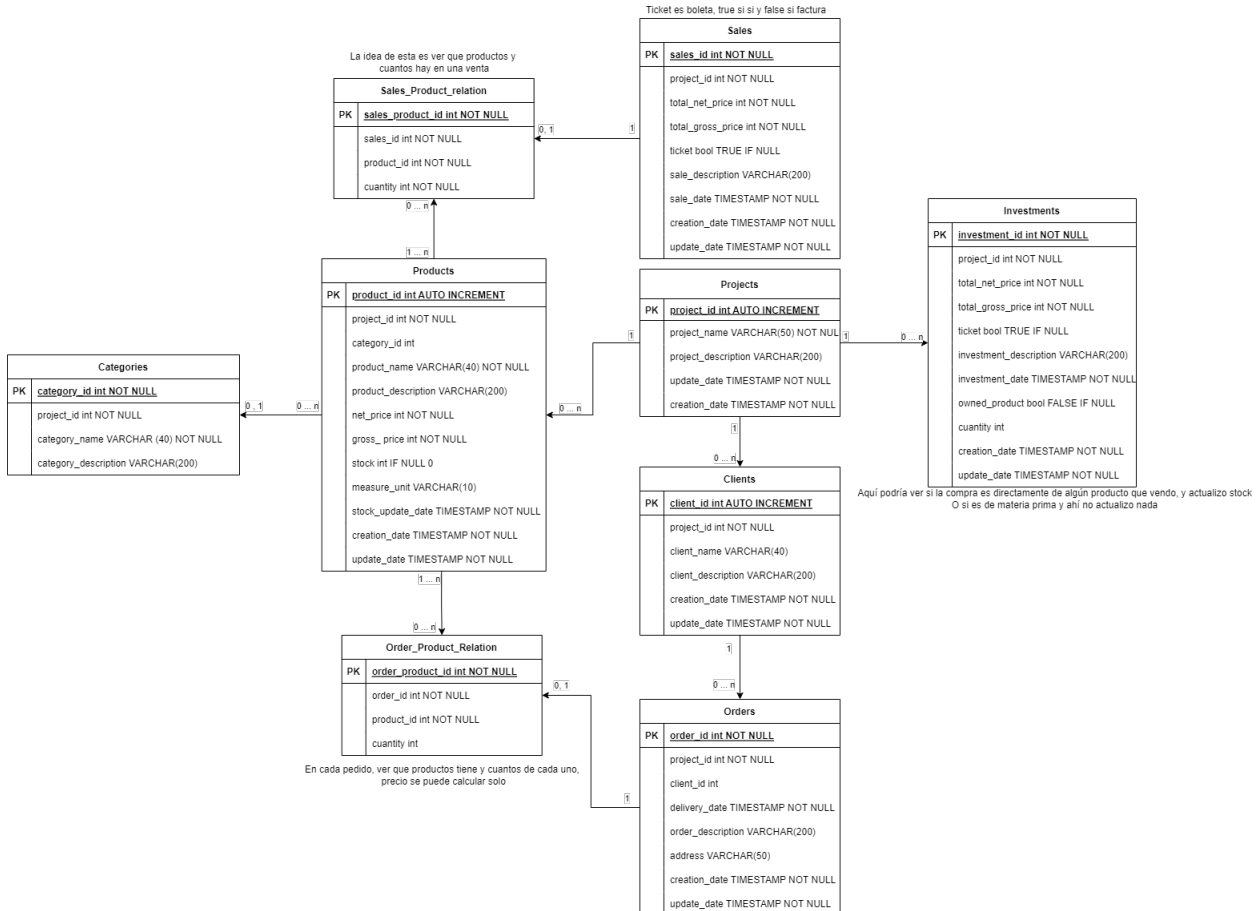 Ticket es boleta, true si si y false si factura
Sales
PK sales_id int NOT NULL
project_id int NOT NULL
total_net_price int NOT NULL
total_gross_price int NOT NULL
ticket bool TRUE IF NULL
sale_description VARCHAR(200)
sale_date TIMESTAMP NOT NULL
creation_date TIMESTAMP NOT NULL
update_date TIMESTAMP NOT NULL
La idea de esta es ver que productos y
cuantos hay en una venta
Sales_Product_relation
PK sales_product_id int NOT NULL
sales_id int NOT NULL
product_id int NOT NULL
cuantity int NOT NULL
0, 1
1
0 ... n
1 ... n
Products
PK product_id int AUTO INCREMENT
project_id int NOT NULL
category_id int
product_name VARCHAR(40) NOT NULL
product_description VARCHAR(200)
net_price int NOT NULL
gross_ price int NOT NULL
stock int IF NULL 0
measure_unit VARCHAR(10)
stock_update_date TIMESTAMP NOT NULL
creation_date TIMESTAMP NOT NULL
update_date TIMESTAMP NOT NULL
Projects
PK project_id int AUTO INCREMENT
project_name VARCHAR(50) NOT NUL
project_description VARCHAR(200)
update_date TIMESTAMP NOT NULL
creation_date TIMESTAMP NOT NULL
1
0 ... n
1
0 ... n
1
0 ... n
Investments
PK investment_id int NOT NULL
project_id int NOT NULL
total_net_price int NOT NULL
total_gross_price int NOT NULL
ticket bool TRUE IF NULL
investment_description VARCHAR(200)
investment_date TIMESTAMP NOT NULL
owned_product bool FALSE IF NULL
cuantity int
creation_date TIMESTAMP NOT NULL
update_date TIMESTAMP NOT NULL
Aquí podría ver si la compra es directamente de algún producto que vendo, y actualizo stock
O si es de materia prima y ahí no actualizo nada
Categories
PK category_id int NOT NULL
project_id int NOT NULL
category_name VARCHAR (40) NOT NULL
category_description VARCHAR(200)
0 , 1
0 ... n
Clients
PK client_id int AUTO INCREMENT
project_id int NOT NULL
client_name VARCHAR(40)
client_description VARCHAR(200)
creation_date TIMESTAMP NOT NULL
update_date TIMESTAMP NOT NULL
1 ... n
0 ... n
Order_Product_Relation
PK order_product_id int NOT NULL
order_id int NOT NULL
product_id int NOT NULL
cuantity int
En cada pedido, ver que productos tiene y cuantos de cada uno,
precio se puede calcular solo
0, 1
1
1
0 ... n
Orders
PK order_id int NOT NULL
project_id int NOT NULL
client_id int
delivery_date TIMESTAMP NOT NULL
order_description VARCHAR(200)
address VARCHAR(50)
creation_date TIMESTAMP NOT NULL
update_date TIMESTAMP NOT NULL